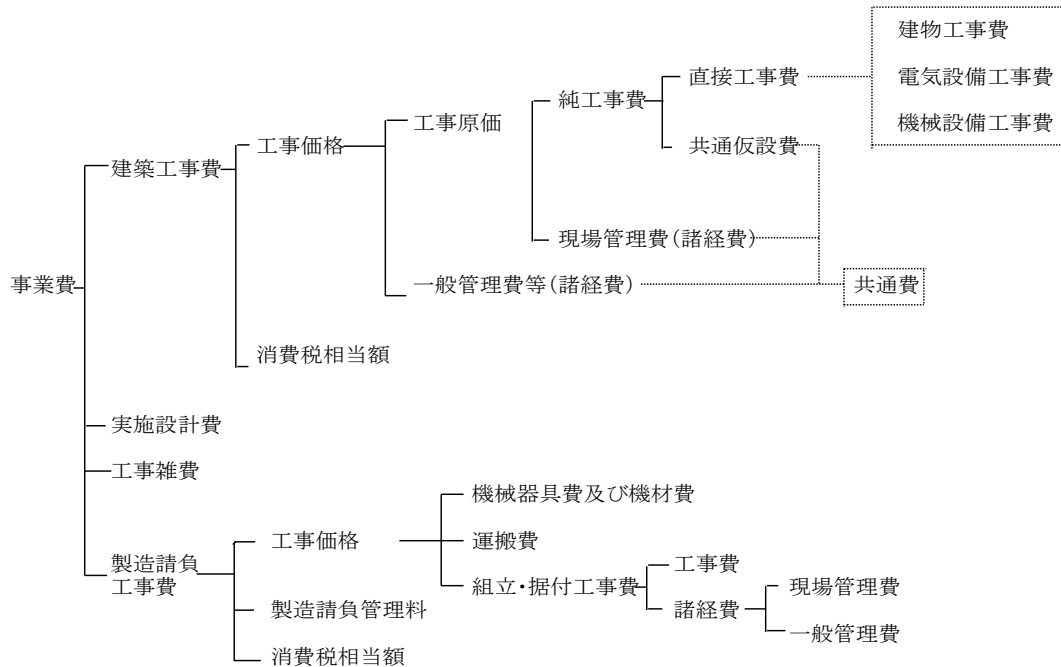 建物工事費
電気設備工事費
機械設備工事費
直接工事費
純工事費
共通仮設費
工事原価
工事価格
建築工事費
現場管理費(諸経費)
一般管理費等(諸経費)
共通費
事業費
消費税相当額
実施設計費
工事雑費
機械器具費及び機材費
工事価格
運搬費
製造請負
工事費
組立・据付工事費
工事費
諸経費
現場管理費
一般管理費
製造請負管理料
消費税相当額